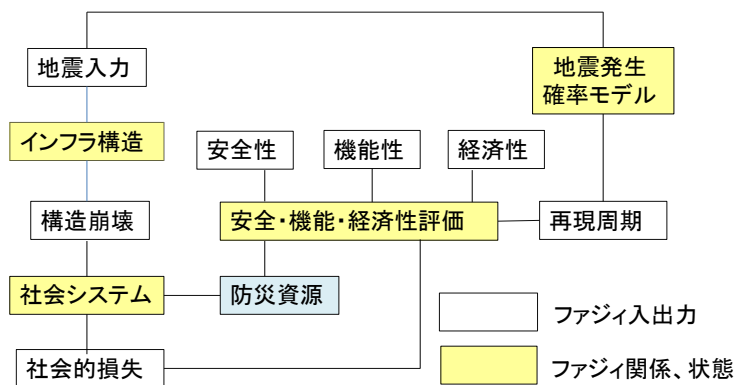 地震入力
地震発生
確率モデル
インフラ構造
安全性
機能性
経済性
構造崩壊
安全・機能・経済性評価
再現周期
社会システム
防災資源
ファジィ入出力
社会的損失
ファジィ関係、状態